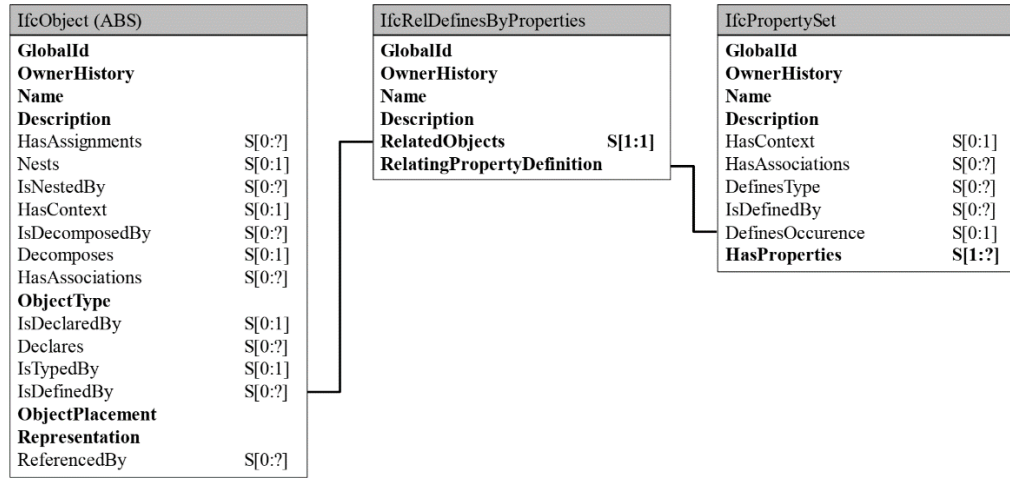 IfcObject (ABS)
GlobalId
OwnerHistory
Name
Description
HasAssignments S[0:?]
Nests S[0:1]
IsNestedBy S[0:?]
HasContext S[0:1]
IsDecomposedBy S[0:?]
Decomposes S[0:1]
HasAssociations S[0:?]
ObjectType
IsDeclaredBy S[0:1]
Declares S[0:?]
IsTypedBy S[0:1]
IsDefinedBy S[0:?]
ObjectPlacement
Representation
ReferencedBy S[0:?]
IfcRelDefinesByProperties
GlobalId
OwnerHistory
Name
Description
RelatedObjects S[1:1]
RelatingPropertyDefinition
IfcPropertySet
GlobalId
OwnerHistory
Name
Description
HasContext S[0:1]
HasAssociations S[0:?]
DefinesType S[0:?]
IsDefinedBy S[0:?]
DefinesOccurence S[0:1]
HasProperties S[1:?]